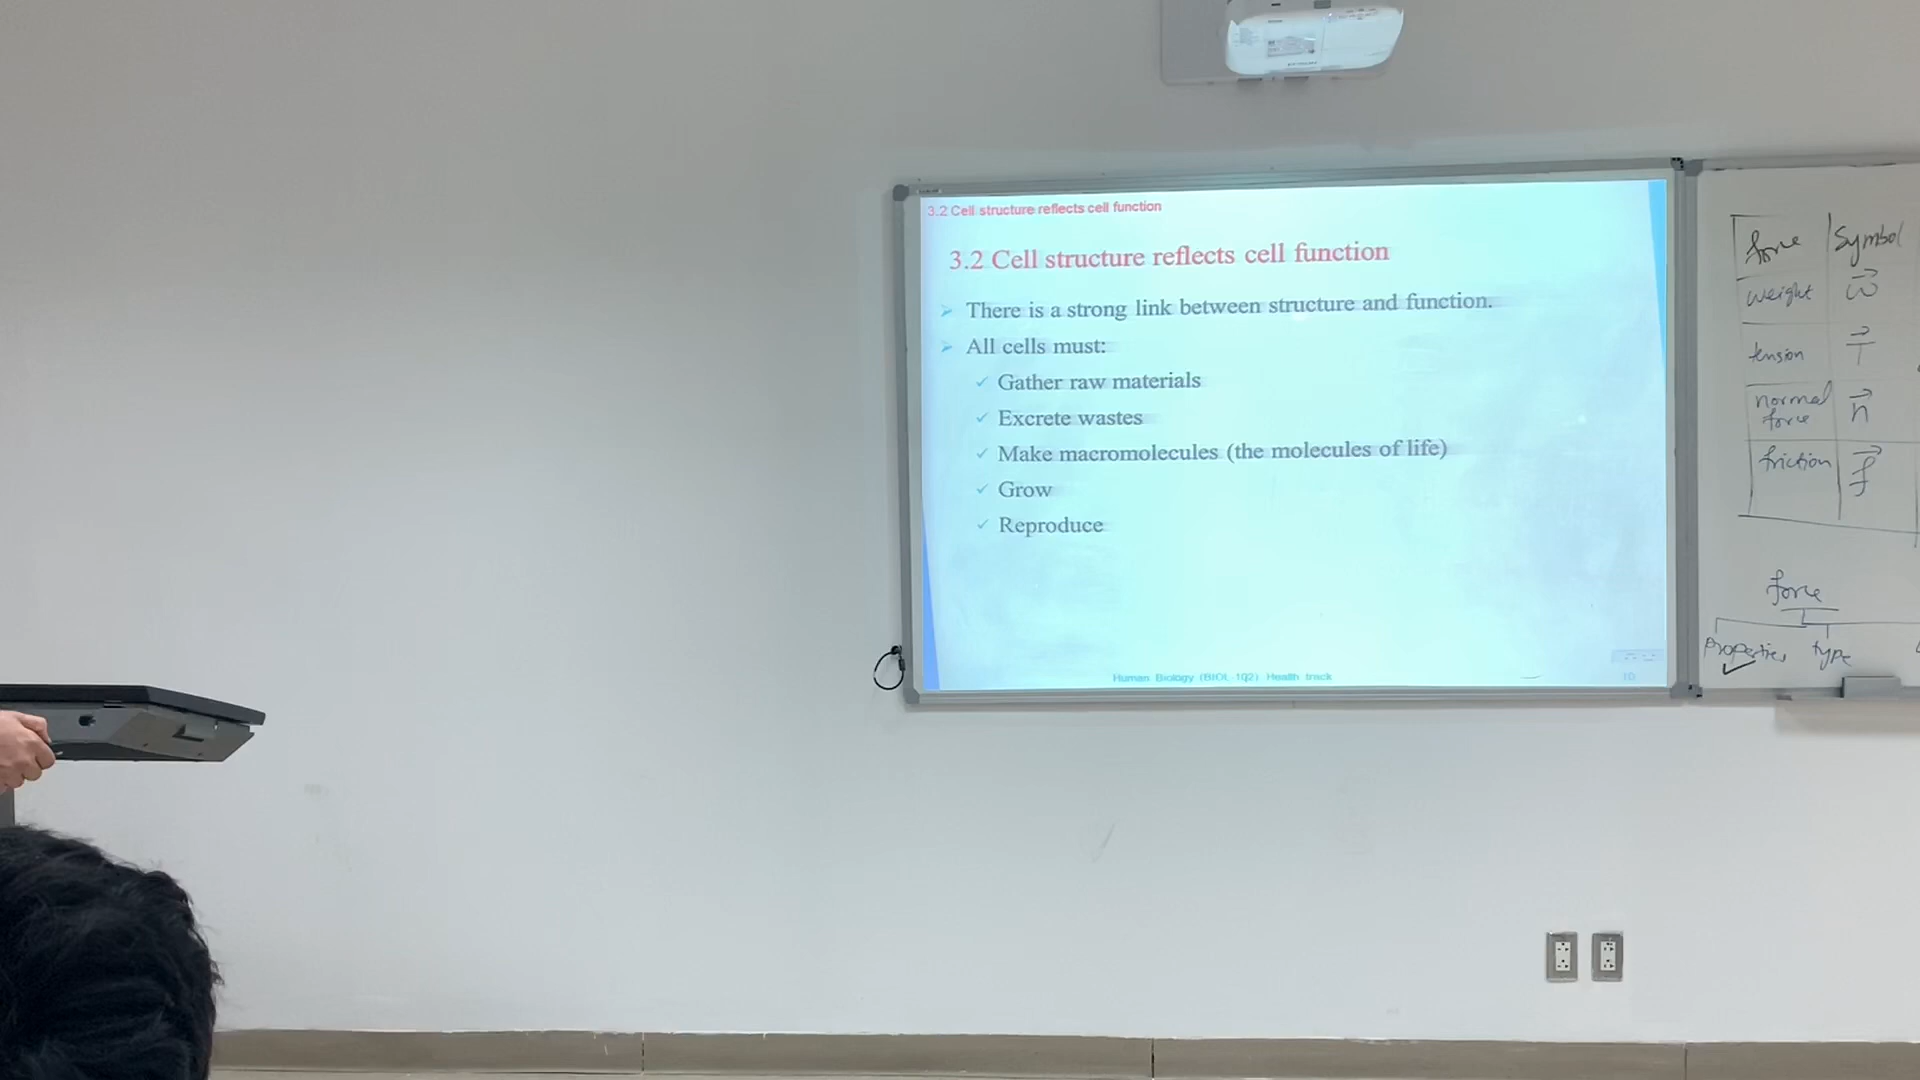 3.2 Cell structure reflects cell function
3.2 Cell structure reflects cell function
There is a strong link between structure and function.
All cells must:
Gather raw materials
Excrete wastes
Make macromolecules (the molecules of life)
Grow
Reproduce
Human Biology (BIOL-102) Health track
10
force Symbol
weight w
tension T
normal force n
friction f
force
properties type